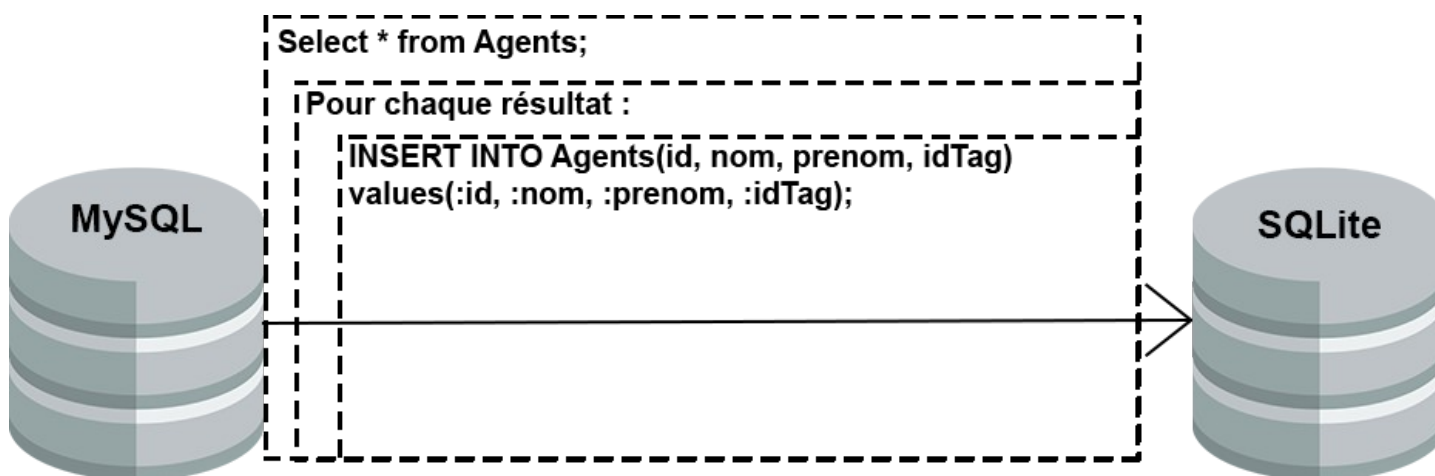 Select * from Agents;
Pour chaque résultat :
INSERT INTO Agents(id, nom, prenom, idTag)
values(:id, :nom, :prenom, :idTag);
MySQL
SQLite